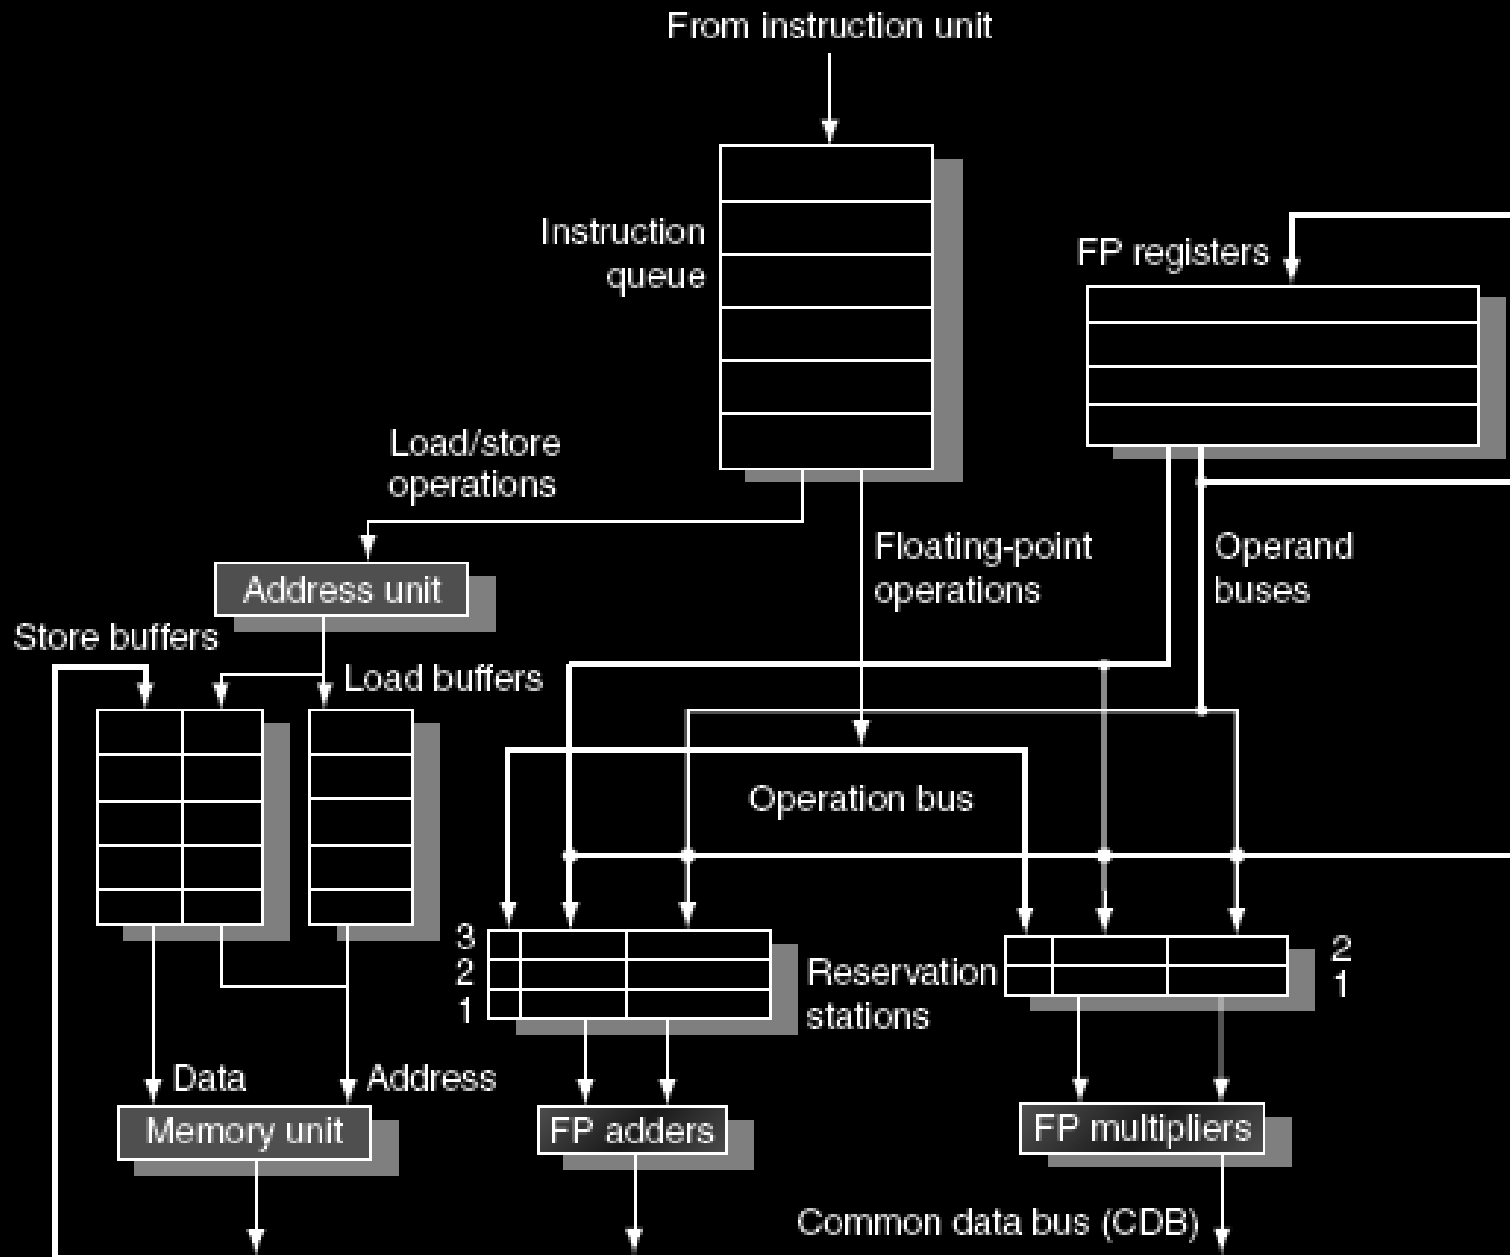 From instruction unit
Instruction
queue
FP registers
Load/store
operations
Floating-point
operations
Operand
buses
Address unit
Store buffers
Load buffers
Operation bus
3
2
1
Reservation
stations
2
1
Data
Address
Memory unit
FP adders
FP multipliers
Common data bus (CDB)